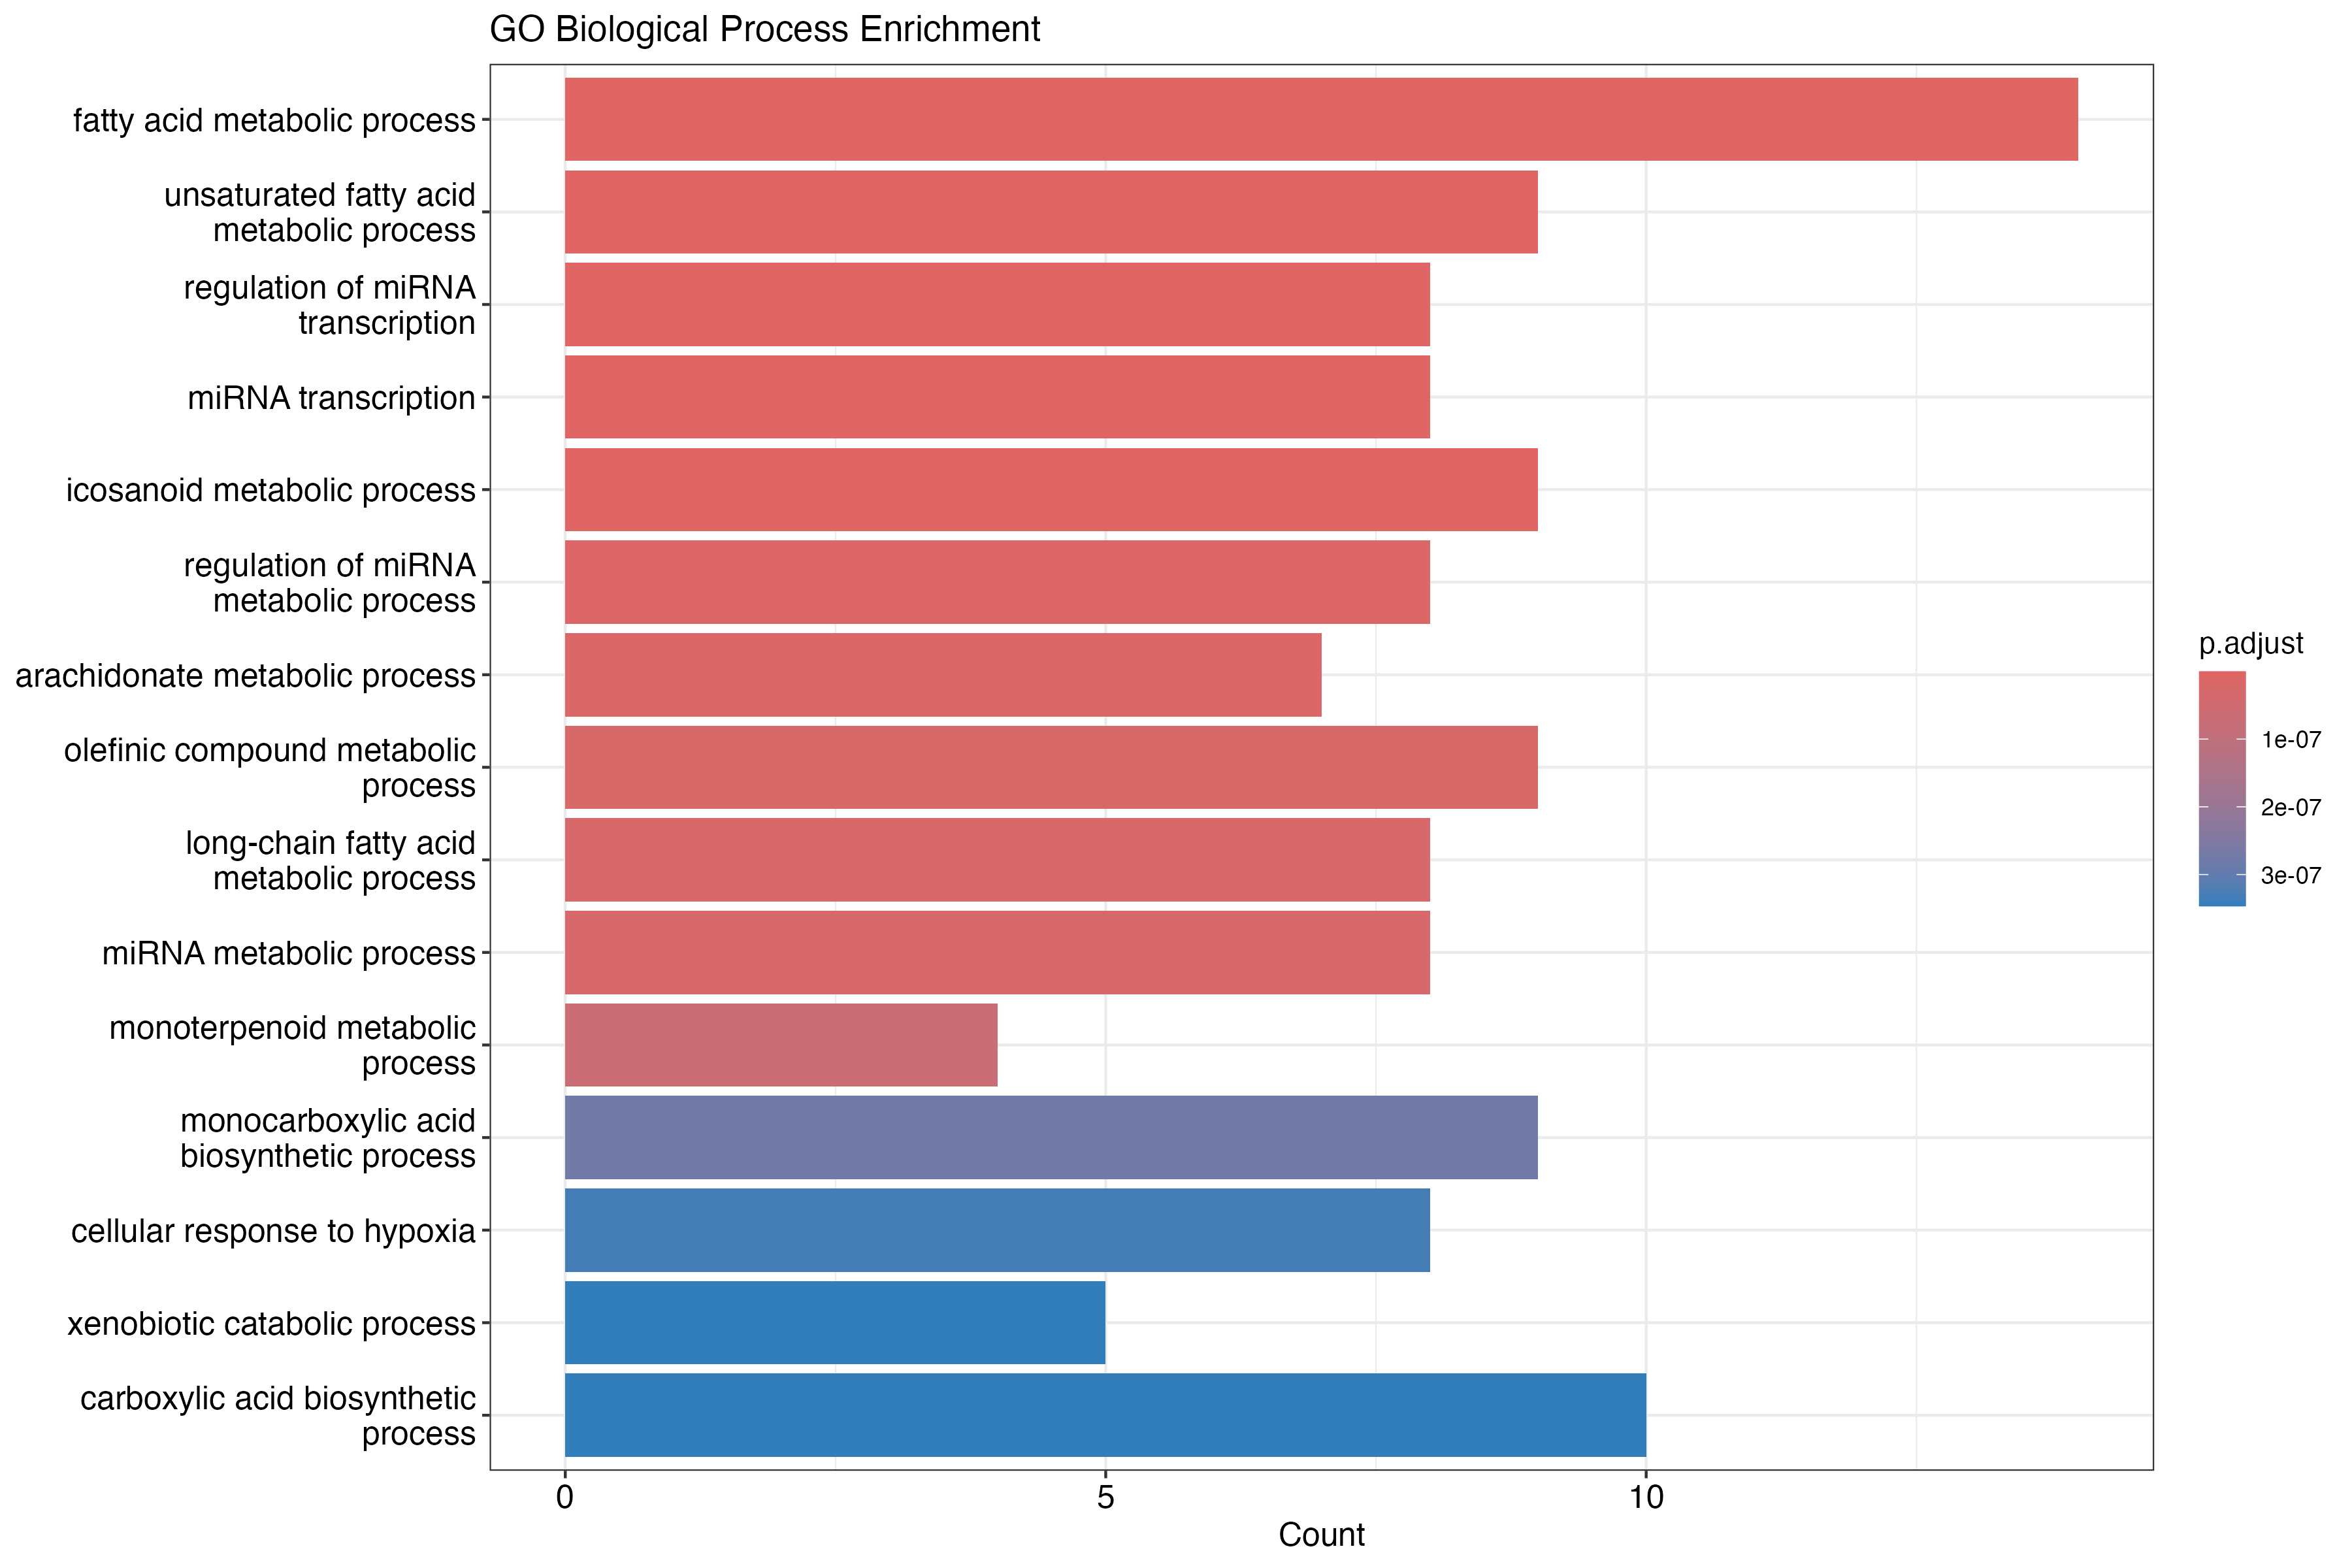 GO Biological Process Enrichment
fatty acid metabolic process
unsaturated fatty acid
metabolic process
regulation of miRNA
transcription
miRNA transcription
icosanoid metabolic process
regulation of miRNA
metabolic process
arachidonate metabolic process
olefinic compound metabolic
process
long-chain fatty acid
metabolic process
miRNA metabolic process
monoterpenoid metabolic
process
monocarboxylic acid
biosynthetic process
cellular response to hypoxia
xenobiotic catabolic process
carboxylic acid biosynthetic
process
0 5 10
Count
p.adjust
1e-07
2e-07
3e-07